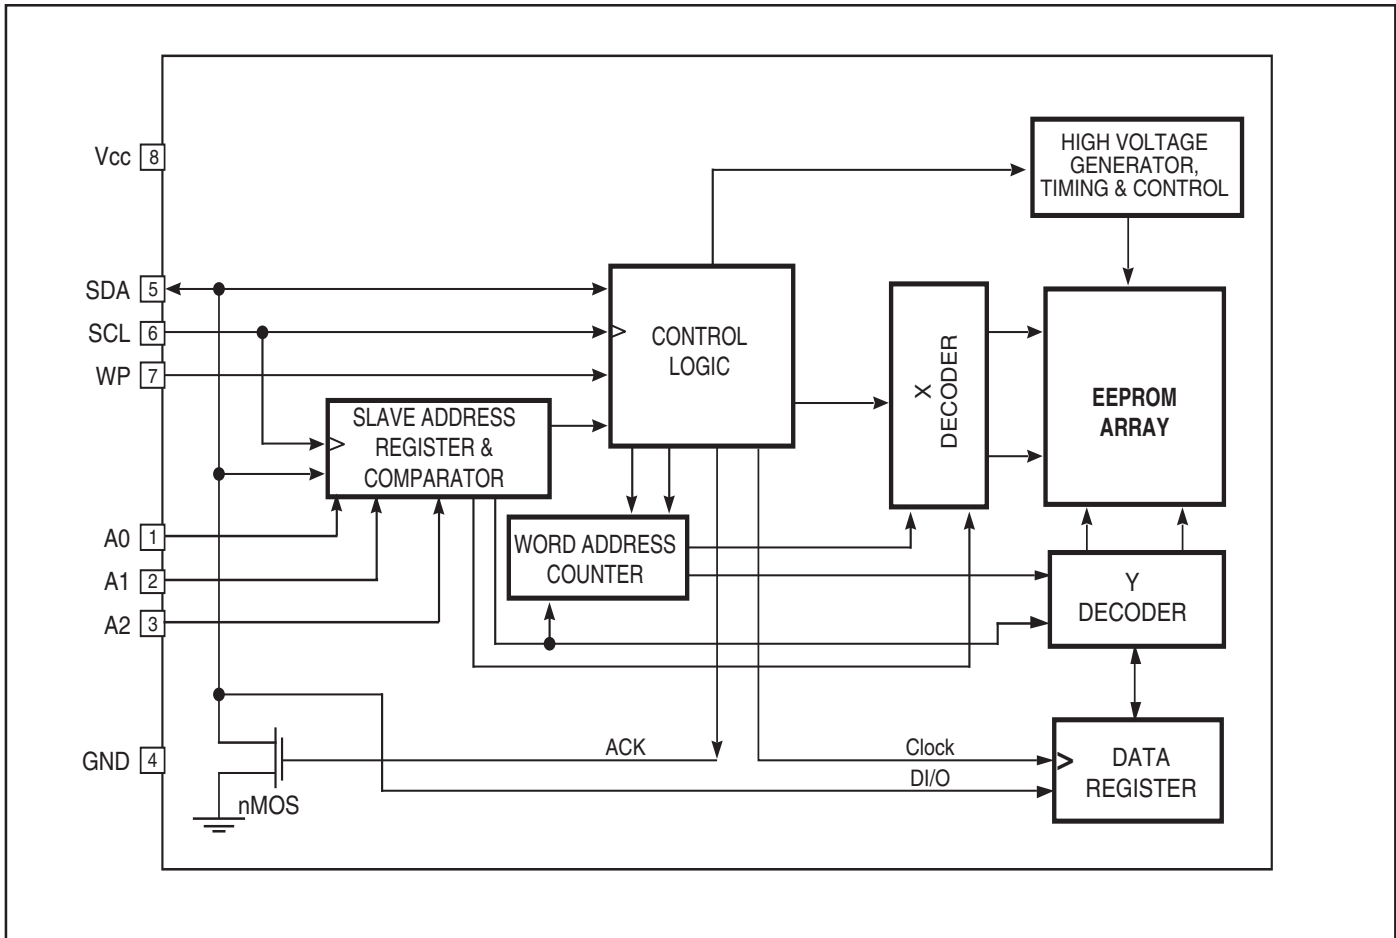 HIGH VOLTAGE
GENERATOR,
TIMING & CONTROL
Vcc 8
SDA 5
SCL 6
WP 7
CONTROL
LOGIC
X
DECODER
EEPROM
ARRAY
SLAVE ADDRESS
REGISTER &
COMPARATOR
A0 1
A1 2
A2 3
WORD ADDRESS
COUNTER
Y
DECODER
GND 4
ACK
Clock
DI/O
nMOS
DATA
REGISTER